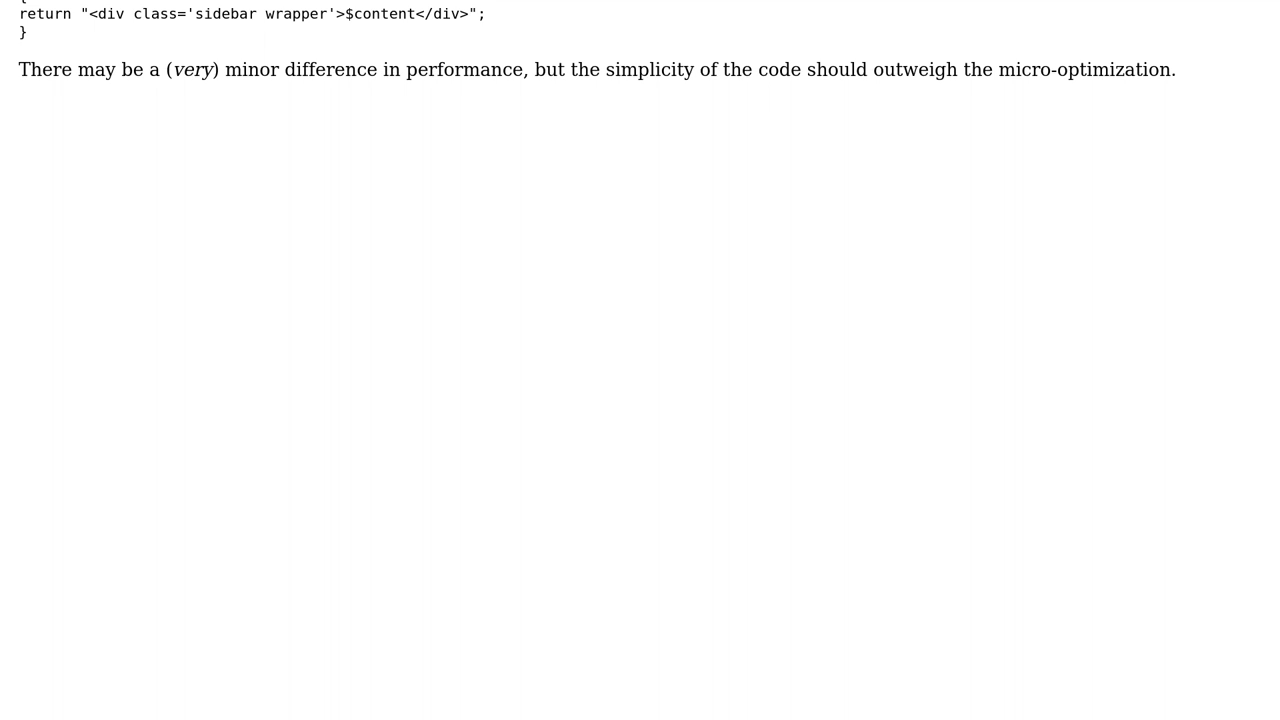 return "<div class='sidebar wrapper'>$content</div>";
}
There may be a (very) minor difference in performance, but the simplicity of the code should outweigh the micro-optimization.